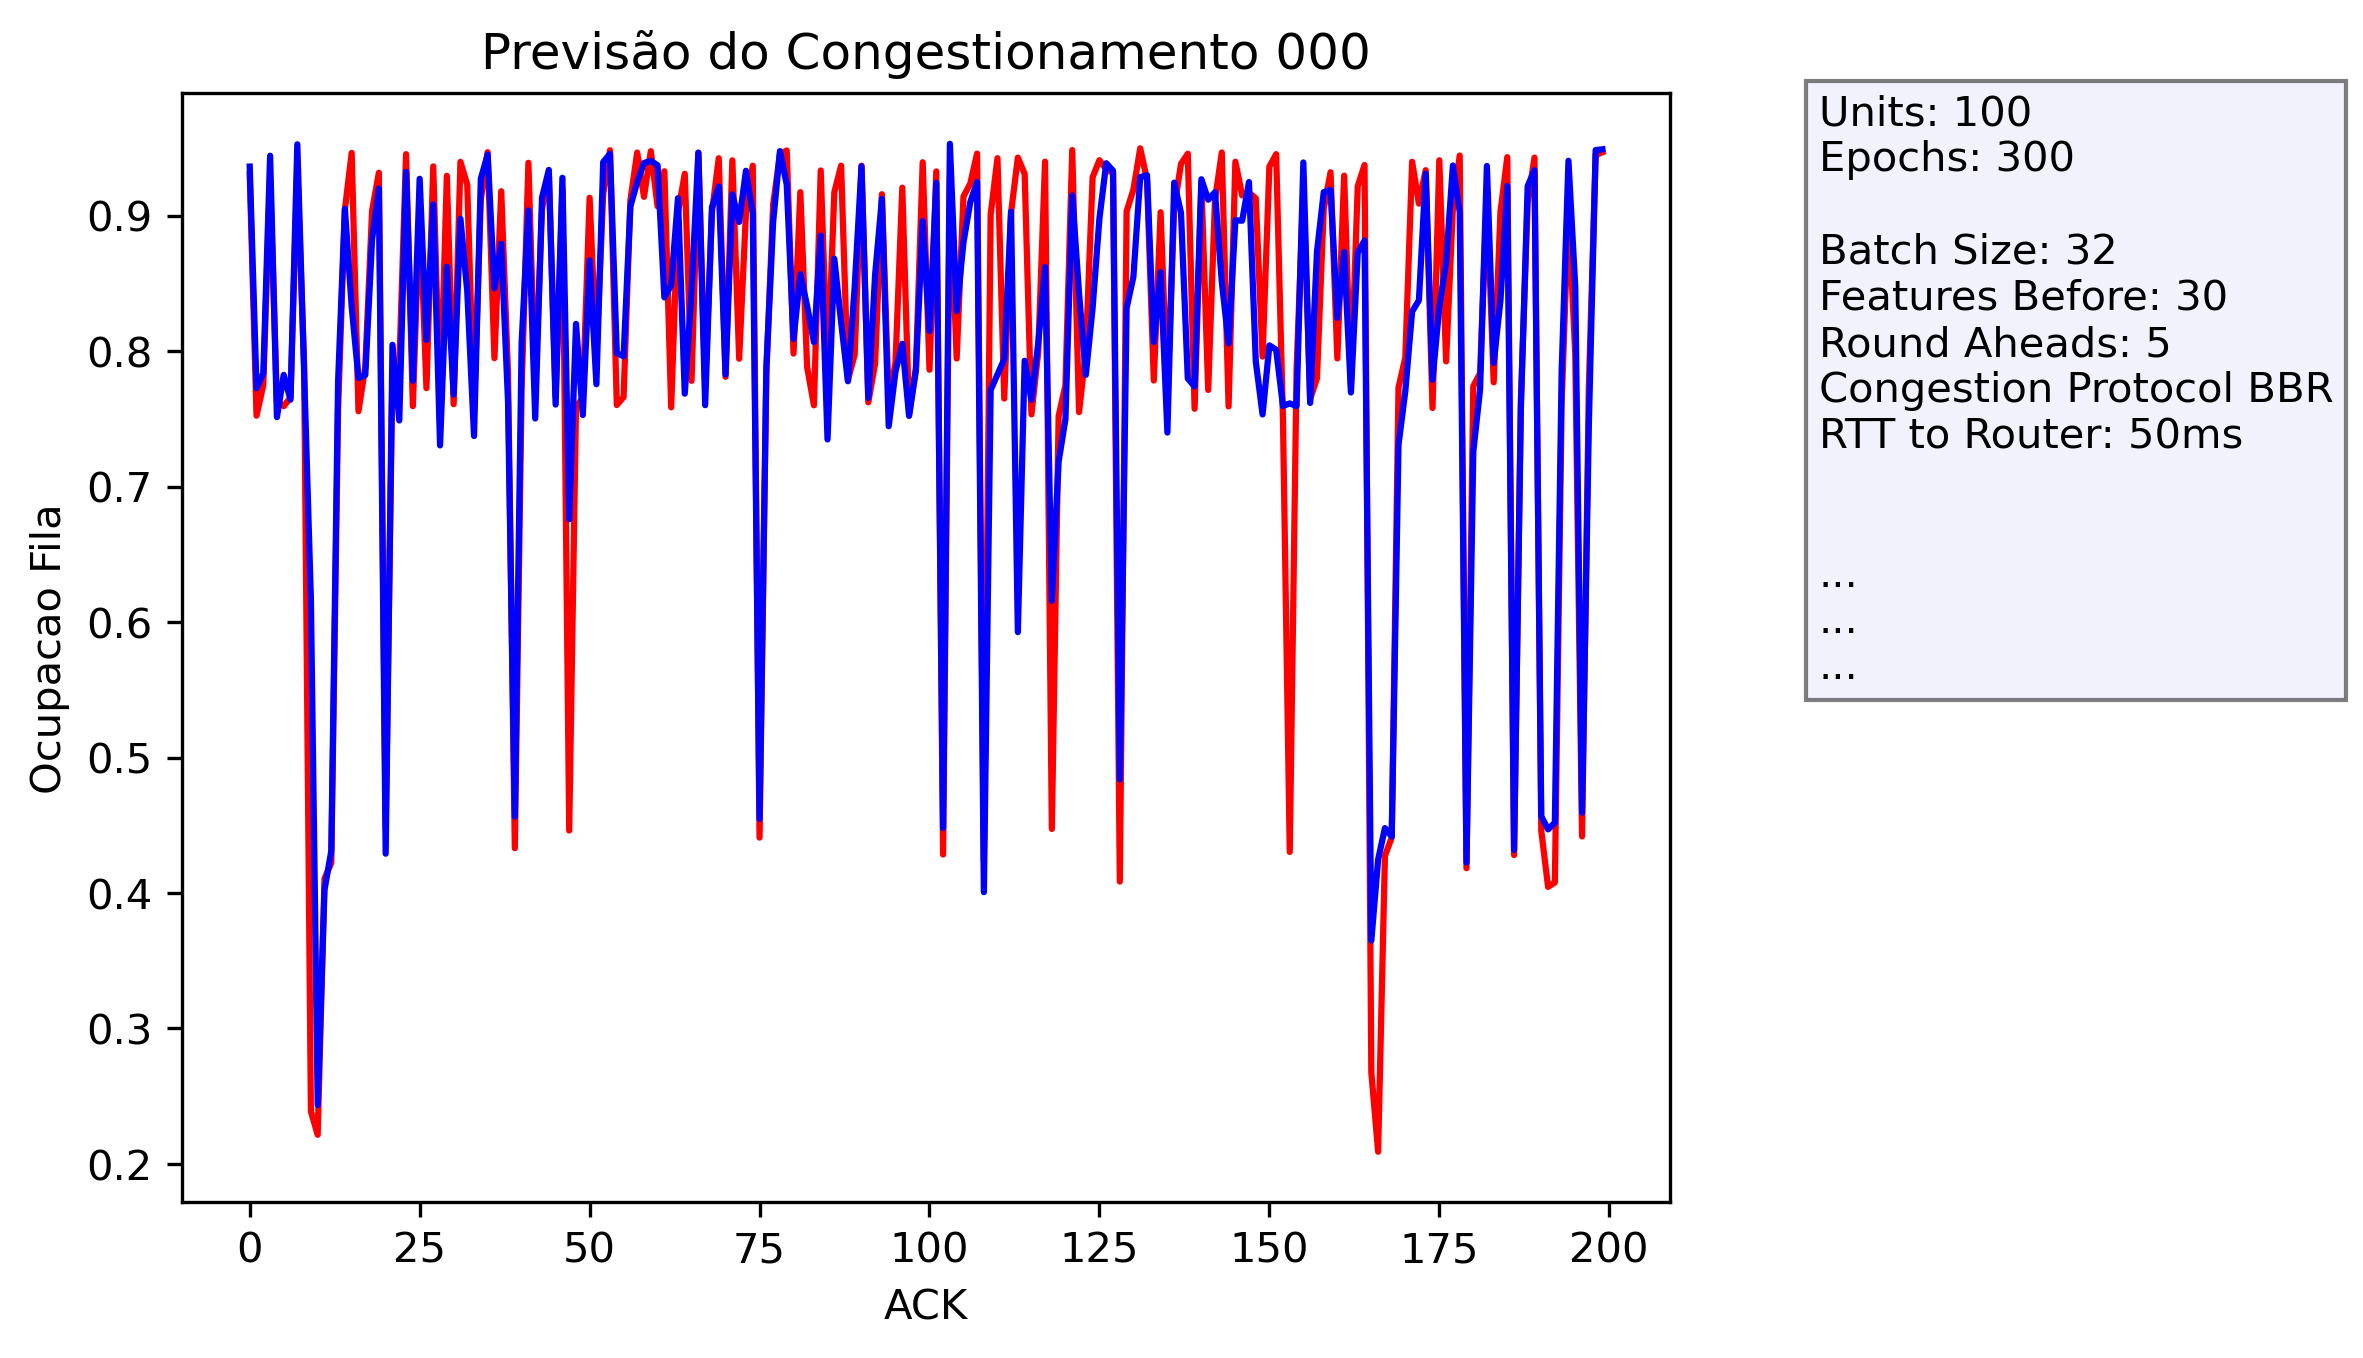 Previsão do Congestionamento 000
Units: 100
Epochs: 300
Batch Size: 32
Features Before: 30
Round Aheads: 5
Congestion Protocol BBR
RTT to Router: 50ms
...
...
...
Ocupacao Fila
0.9
0.8
0.7
0.6
0.5
0.4
0.3
0.2
0 25 50 75 100 125 150 175 200
ACK